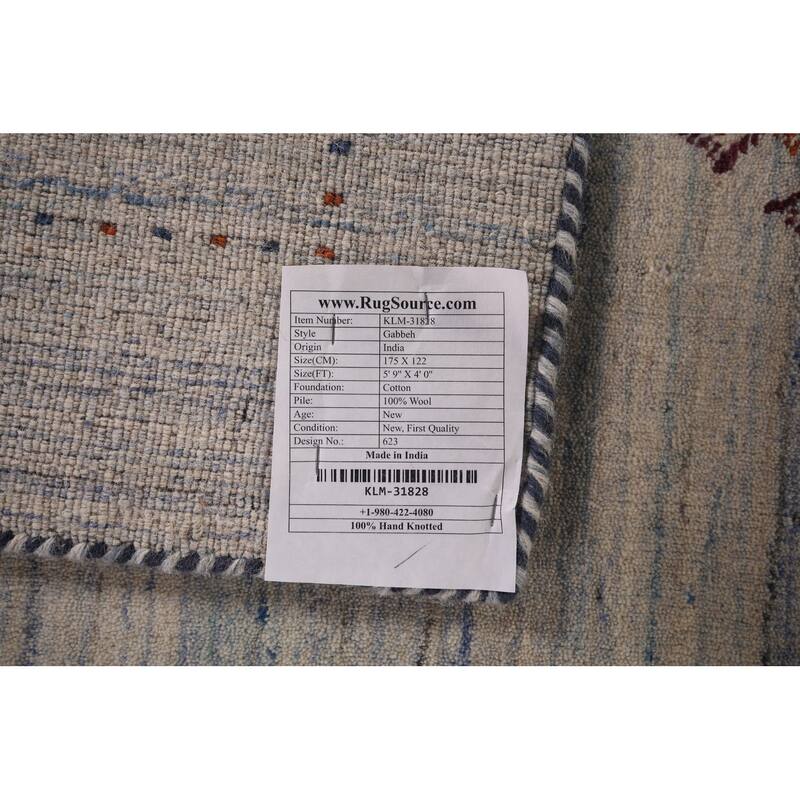 www.RugSource.com
Item Number: KLM-31828
Style Gabbeh
Origin India
Size(CM): 175 X 122
Size(FT): 5' 9" X 4' 0"
Foundation: Cotton
Pile: 100% Wool
Age: New
Condition: New, First Quality
Design No.: 623
Made in India
KLM-31828
+1-980-422-4080
100% Hand Knotted